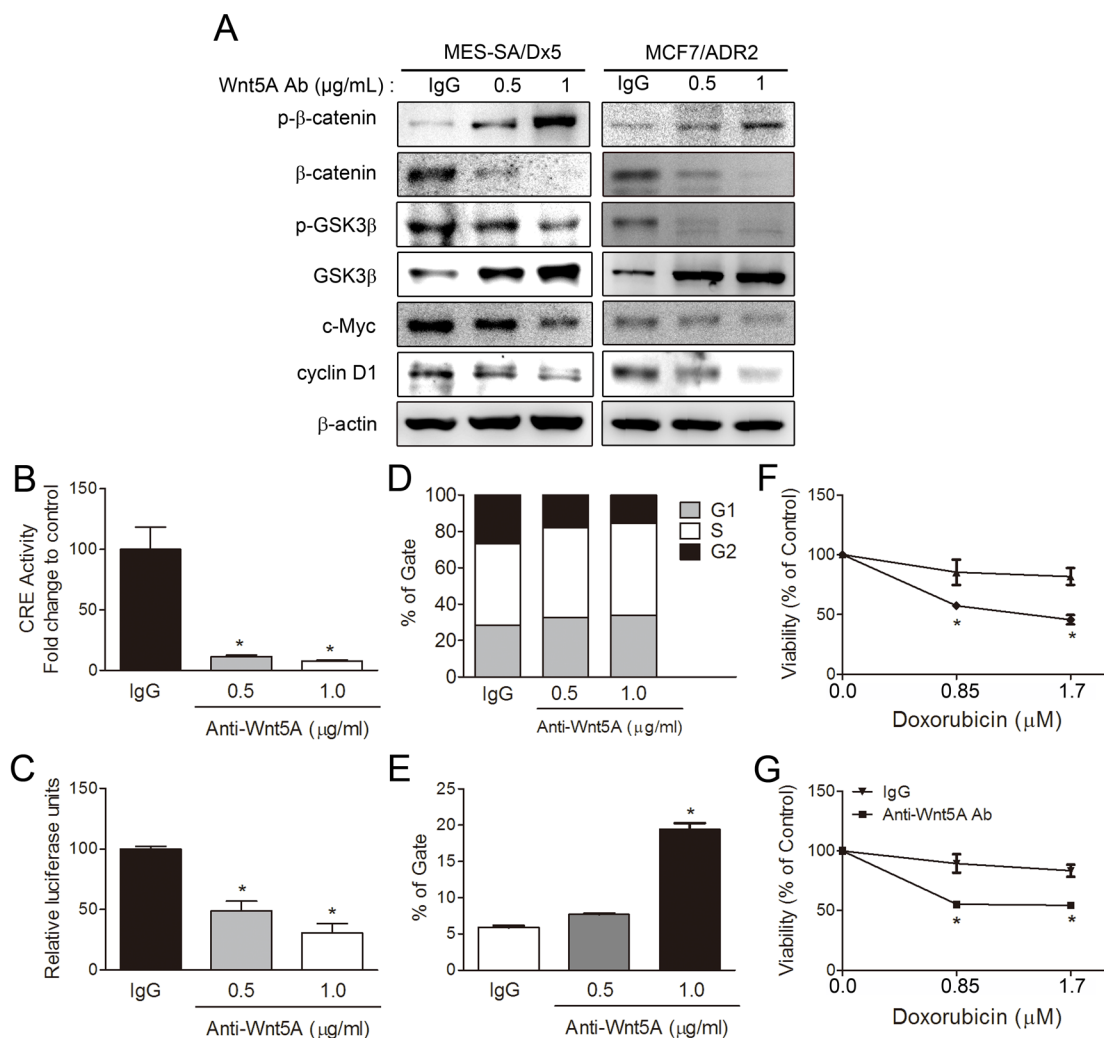 A
MES-SA/Dx5 MCF7/ADR2
Wnt5A Ab (μg/mL) : IgG 0.5 1 IgG 0.5 1
p-β-catenin
β-catenin
p-GSK3β
GSK3β
c-Myc
cyclin D1
β-actin
B
CRE Activity
Fold change to control
150
100
50
0
IgG 0.5 1.0
Anti-Wnt5A (μg/ml)
D
% of Gate
100
80
60
40
20
0
G1
S
G2
IgG 0.5 1.0
Anti-Wnt5A (μg/ml)
F
Viability (% of Control)
150
100
50
0
0.0 0.85 1.7
Doxorubicin (μM)
* *
* *
C
Relative luciferase units
150
100
50
0
IgG 0.5 1.0
Anti-Wnt5A (μg/ml)
* *
E
% of Gate
25
20
15
10
5
0
IgG 0.5 1.0
Anti-Wnt5A (μg/ml)
*
G
Viability (% of Control)
150
100
50
0
IgG
Anti-Wnt5A Ab
* *
0.0 0.85 1.7
Doxorubicin (μM)